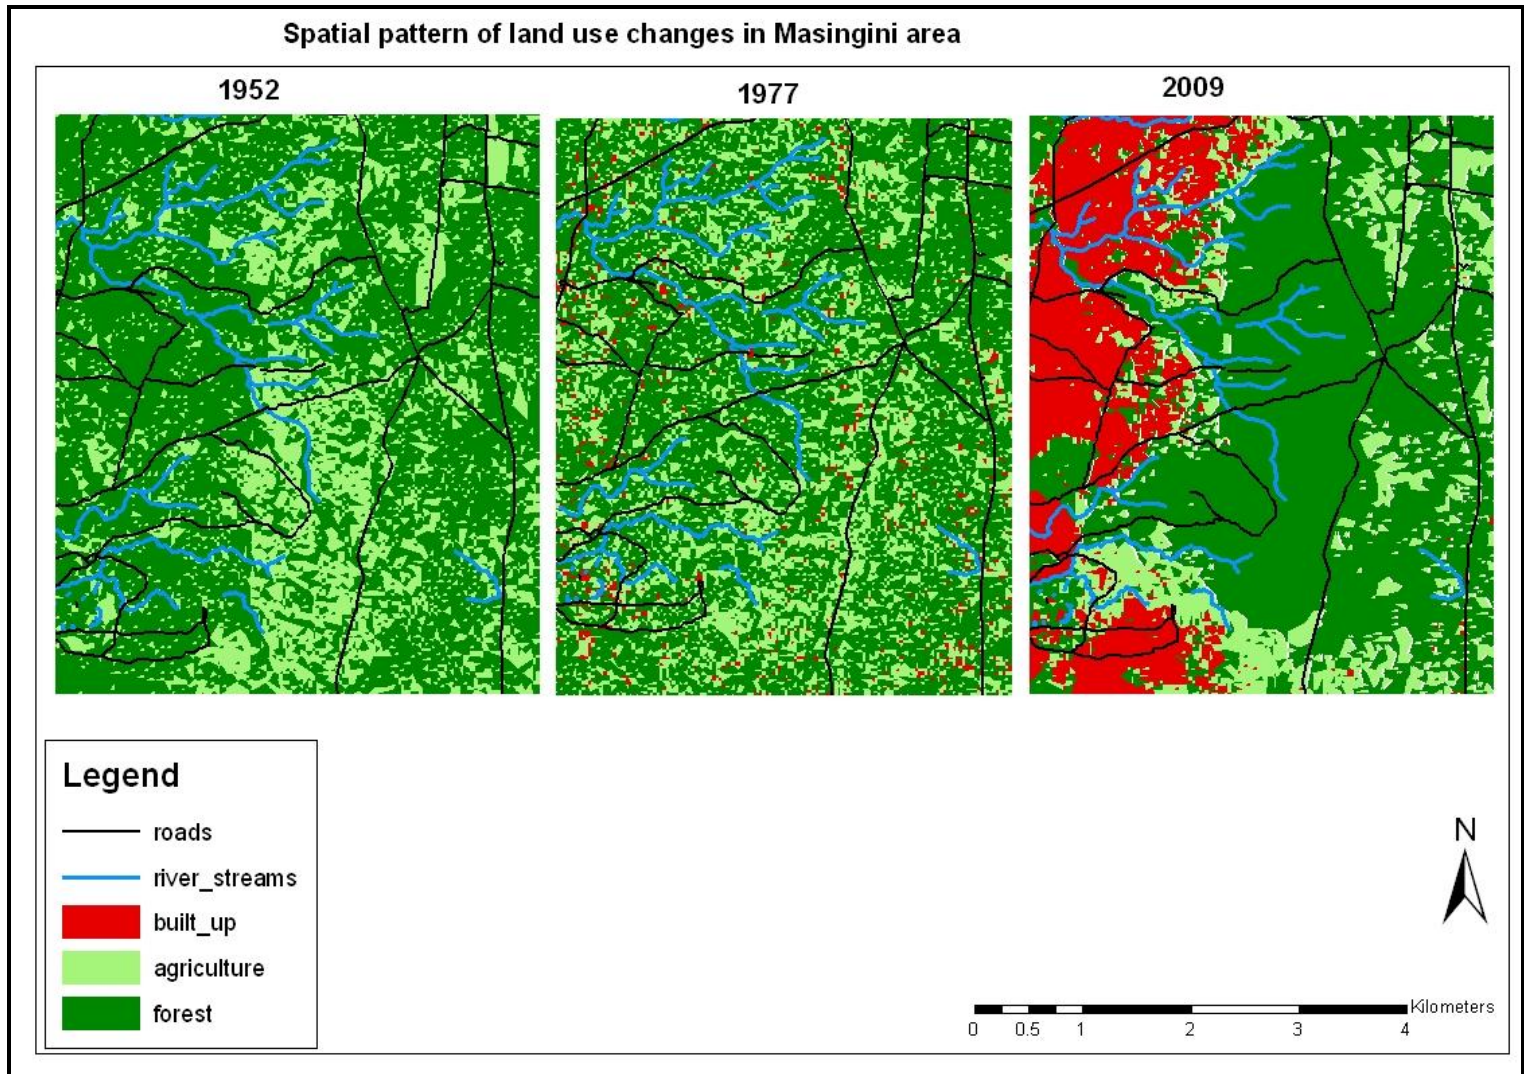 Spatial pattern of land use changes in Masingini area
1952
1977
2009
Legend
roads
river_streams
built_up
agriculture
forest
N
Kilometers
0 0.5 1 2 3 4